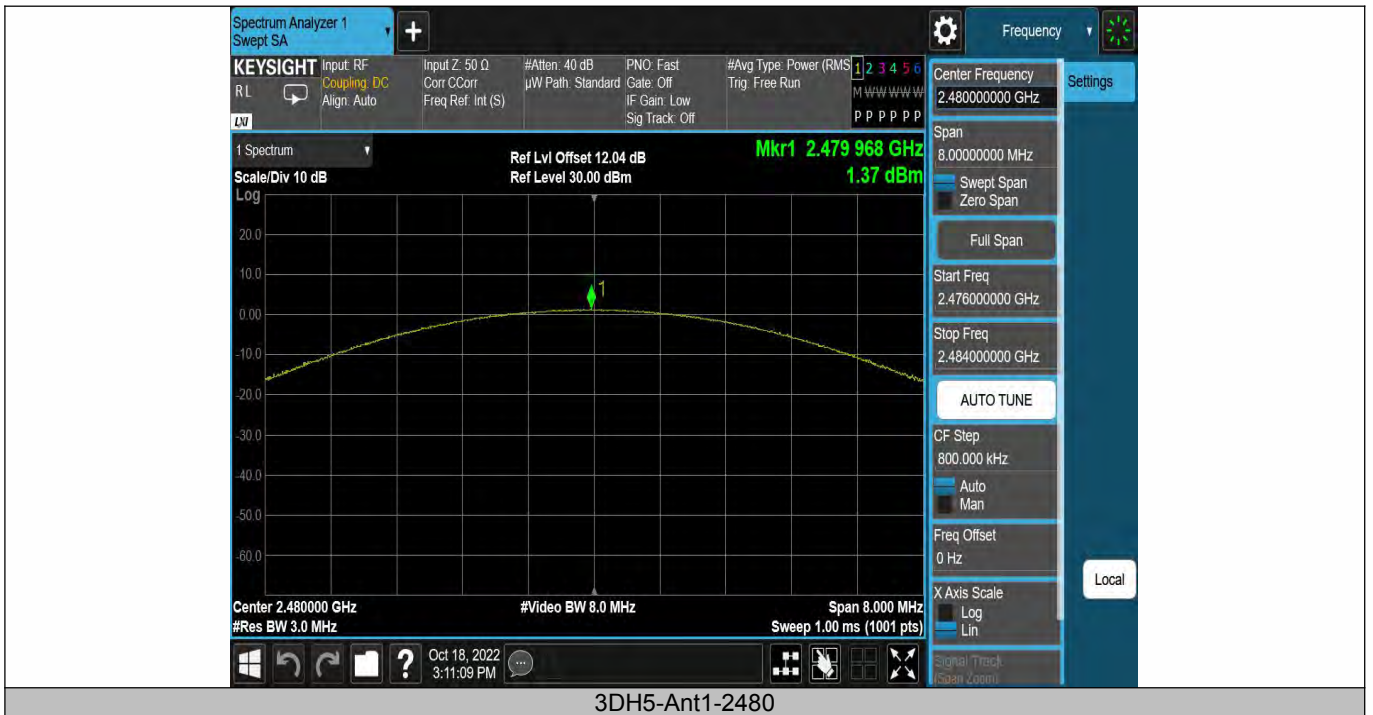 Spectrum Analyzer 1
Swept SA
+
Frequency
KEYSIGHT
RL
LXI
Input: RF
Coupling: DC
Align: Auto
Input Z: 50 Ω
Corr CCorr
Freq Ref: Int (S)
#Atten: 40 dB
µW Path: Standard
PNO: Fast
Gate: Off
IF Gain: Low
Sig Track: Off
#Avg Type: Power (RMS
Trig: Free Run
1 2 3 4 5 6
M W W W W W
P P P P P P
Center Frequency
2.480000000 GHz
Settings
Span
8.00000000 MHz
Swept Span
Zero Span
Full Span
Start Freq
2.476000000 GHz
Stop Freq
2.484000000 GHz
AUTO TUNE
CF Step
800.000 kHz
Auto
Man
Freq Offset
0 Hz
X Axis Scale
Log
Lin
Signal Track
(Span Zoom)
Local
1 Spectrum
Scale/Div 10 dB
Ref Lvl Offset 12.04 dB
Ref Level 30.00 dBm
Mkr1 2.479 968 GHz
1.37 dBm
Log
20.0
10.0
0.00
-10.0
-20.0
-30.0
-40.0
-50.0
-60.0
1
Center 2.480000 GHz
#Res BW 3.0 MHz
#Video BW 8.0 MHz
Span 8.000 MHz
Sweep 1.00 ms (1001 pts)
?
Oct 18, 2022
3:11:09 PM
3DH5-Ant1-2480